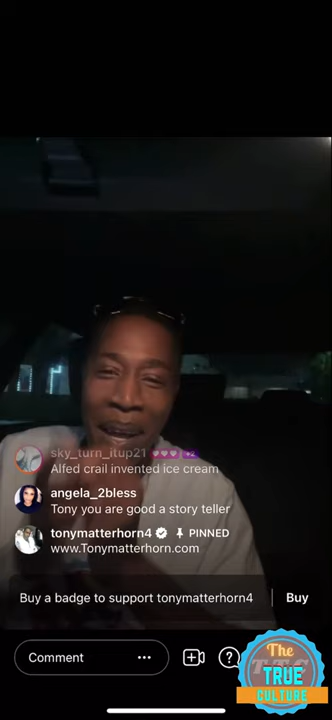 sky_turn_itup21
Alfed crail invented ice cream
angela_2bless
Tony you are good a story teller
tonymatterhorn4 PINNED
www.Tonymatterhorn.com
Buy a badge to support tonymatterhorn4 Buy
Comment
The
TRUE
CULTURE